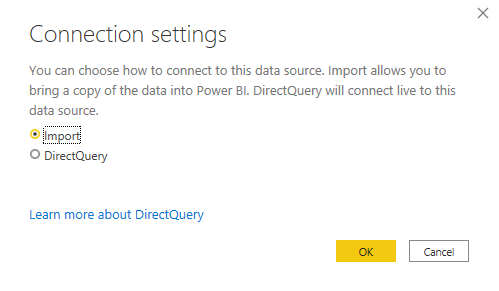 Connection settings
You can choose how to connect to this data source. Import allows you to
bring a copy of the data into Power BI. DirectQuery will connect live to this
data source.
Import
DirectQuery
Learn more about DirectQuery
OK Cancel